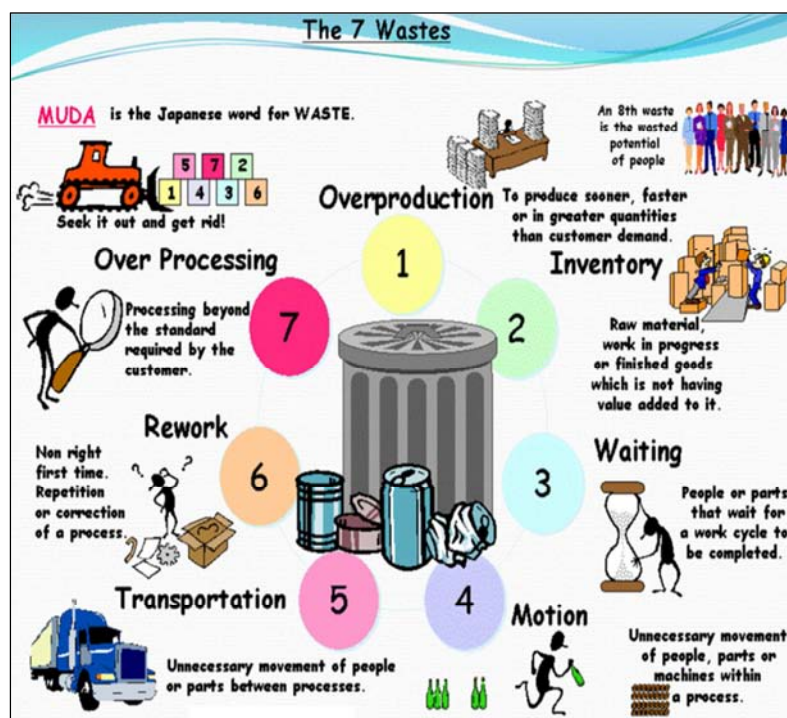 The 7 Wastes
MUDA is the Japanese word for WASTE.
An 8th waste
is the wasted
potential
of people
5 7 2
1 4 3 6
Seek it out and get rid!
Overproduction
To produce sooner, faster
or in greater quantities
than customer demand.
1
Inventory
Raw material,
work in progress
or finished goods
which is not having
value added to it.
2
Waiting
People or parts
that wait for
a work cycle to
be completed.
3
Motion
Unnecessary movement
of people, parts or
machines within
a process.
4
Transportation
Unnecessary movement of people
or parts between processes.
5
Rework
Non right
first time.
Repetition
or correction
of a process.
? ?
6
Over Processing
Processing beyond
the standard
required by the
customer.
7